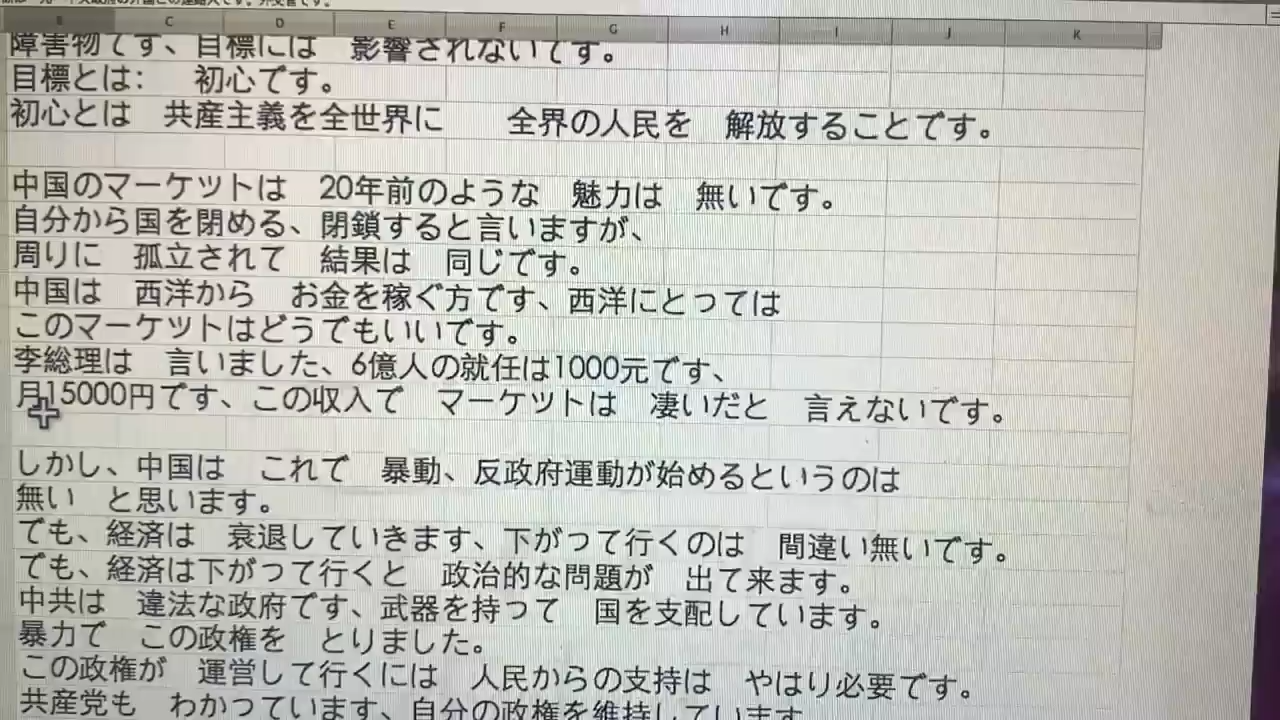 B C D E F G H I J K
障害物です、目標には　影響されないです。
目標とは：　初心です。
初心とは　共産主義を全世界に　　全界の人民を　解放することです。
中国のマーケットは　20年前のような　魅力は　無いです。
自分から国を閉める、閉鎖すると言いますが、
周りに　孤立されて　結果は　同じです。
中国は　西洋から　お金を稼ぐ方です、西洋にとっては
このマーケットはどうでもいいです。
李総理は　言いました、6億人の就任は1000元です、
月15000円です、この収入で　マーケットは　凄いだと　言えないです。
しかし、中国は　これで　暴動、反政府運動が始めるというのは
無い　と思います。
でも、経済は　衰退していきます、下がって行くのは　間違い無いです。
でも、経済は下がって行くと　政治的な問題が　出て来ます。
中共は　違法な政府です、武器を持って　国を支配しています。
暴力で　この政権を　とりました。
この政権が　運営して行くには　人民からの支持は　やはり必要です。
共産党も　わかっています、自分の政権を維持しています